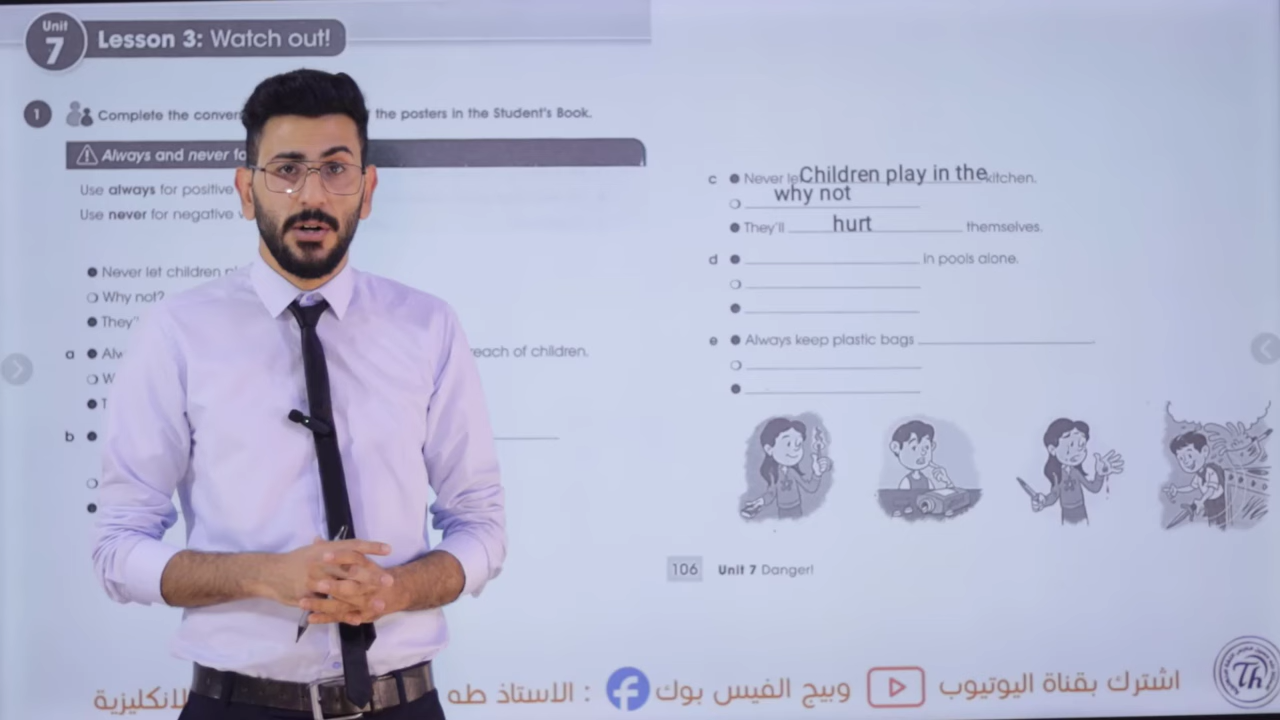 Unit
7
Lesson 3: Watch out!
1
Complete the conver
the posters in the Student's Book.
Always and never fo
Use always for positive
Use never for negative
Never let children pl
Why not?
They'
a
Alw
each of children.
W
T
b
c Never le Children play in the kitchen.
why not
They'll hurt themselves.
d in pools alone.
e Always keep plastic bags
106 Unit 7 Danger!
اشترك بقناة اليوتيوب وبيج الفيس بوك : الاستاذ طه
لانكليزية
Th